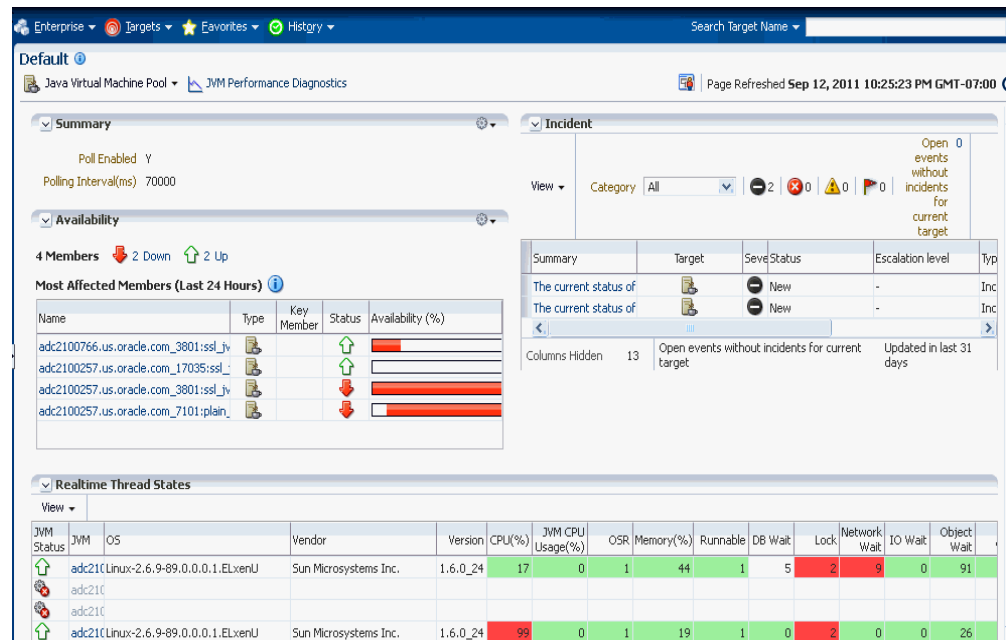 Enterprise Targets Favorites History Search Target Name
Default
Java Virtual Machine Pool JVM Performance Diagnostics Page Refreshed Sep 12, 2011 10:25:23 PM GMT-07:00
Summary
Poll Enabled Y
Polling Interval(ms) 70000
Availability
4 Members 2 Down 2 Up
Most Affected Members (Last 24 Hours)
Name Type Key Member Status Availability (%)
adc2100766.us.oracle.com_3801:ssl_jv
adc2100257.us.oracle.com_17035:ssl_
adc2100257.us.oracle.com_3801:ssl_jv
adc2100257.us.oracle.com_7101:plain_
Incident
View Category All 2 0 0 0 Open events without incidents for current target 0
Summary Target Seve Status Escalation level Typ
The current status of New - Inc
The current status of New - Inc
Columns Hidden 13 Open events without incidents for current target Updated in last 31 days
Realtime Thread States
View
JVM Status JVM OS Vendor Version CPU(%) JVM CPU Usage(%) OSR Memory(%) Runnable DB Wait Lock Network Wait IO Wait Object Wait
adc210 Linux-2.6.9-89.0.0.0.1.ELxenU Sun Microsystems Inc. 1.6.0_24 17 0 1 44 1 5 2 9 0 91
adc210
adc210
adc210 Linux-2.6.9-89.0.0.0.1.ELxenU Sun Microsystems Inc. 1.6.0_24 99 0 1 19 1 0 2 0 0 26